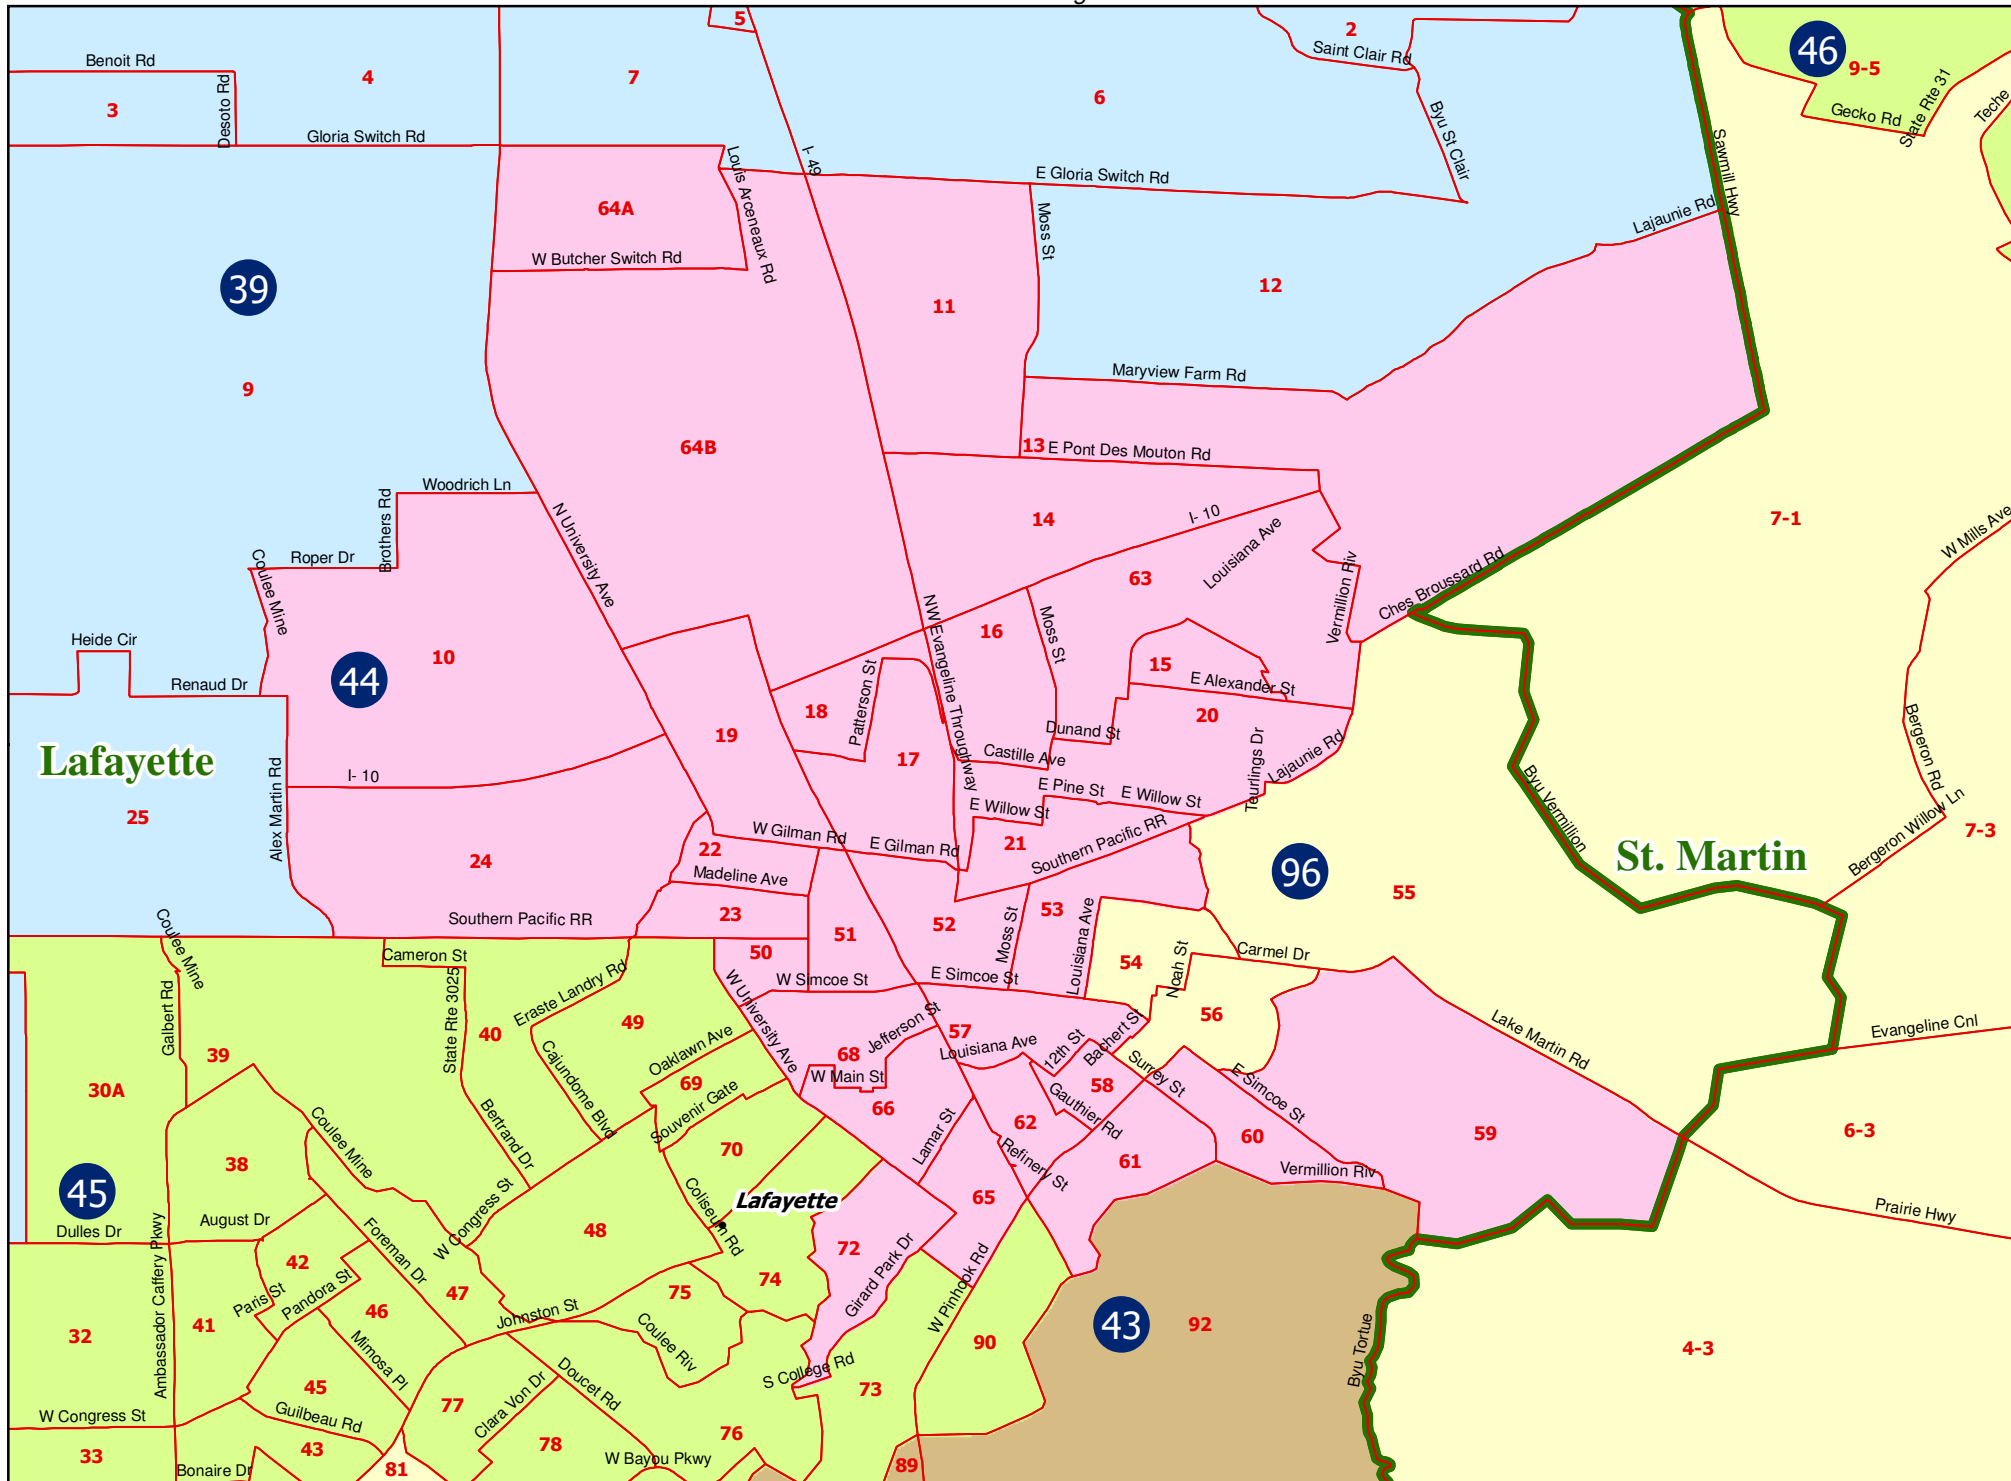 5
2
46
Saint Clair Rd
Benoit Rd
4
7
9-5
6
State Rte 31
Teche
3
Desoto Rd
Gecko Rd
Byu St Clair
Gloria Switch Rd
I- 49
Sawmill Hwy
Louis Arceneaux Rd
E Gloria Switch Rd
64A
Moss St
Lajaunie Rd
W Butcher Switch Rd
39
12
11
Maryview Farm Rd
9
64B
13
E Pont Des Mouton Rd
Woodrich Ln
Brothers Rd
14
I- 10
7-1
W Mills Ave
N University Ave
Louisiana Ave
Roper Dr
Coulee Mine
63
Vermillion Riv
Ches Broussard Rd
NW Evangeline Throughway
Moss St
16
Heide Cir
10
15
44
Renaud Dr
E Alexander St
Patterson St
18
20
19
Dunand St
Castille Ave
17
Teurlings Dr
Lajaunie Rd
Bergeron Rd
Lafayette
I- 10
Alex Martin Rd
E Pine St
E Willow St
E Willow St
Byu Vermillion
25
W Gilman Rd
E Gilman Rd
21
Southern Pacific RR
7-3
Bergeron Willow Ln
St. Martin
22
24
Madeline Ave
96
55
23
Southern Pacific RR
53
52
51
Moss St
Louisiana Ave
Coulee Mine
Cameron St
50
54
Noah St
Carmel Dr
W Simcoe St
E Simcoe St
Eraste Landry Rd
State Rte 3025
W University Ave
Galbert Rd
40
49
56
57
Jefferson St
Bachert St
Lake Martin Rd
Evangeline Cnl
39
Oaklawn Ave
68
Louisiana Ave
12th St
Cajundome Blvd
W Main St
Surrey St
30A
69
58
E Simcoe St
Souvenir Gate
66
Gauthier Rd
Coulee Mine
Bertrand Dr
Lamar St
62
60
59
6-3
38
70
61
Refinery St
Vermillion Riv
45
65
Lafayette
Coliseum Rd
August Dr
Dulles Dr
Foreman Dr
W Congress St
48
72
Prairie Hwy
42
Girard Park Dr
W Pinhook Rd
Ambassador Caffery Pkwy
Paris St
Pandora St
47
75
74
46
Johnston St
41
43
92
32
Coulee Riv
90
Byu Tortue
4-3
Mimosa Pl
S College Rd
45
Doucet Rd
73
77
Clara Von Dr
W Congress St
Guilbeau Rd
76
43
78
33
Bonaire Dr
81
W Bayou Pkwy
89